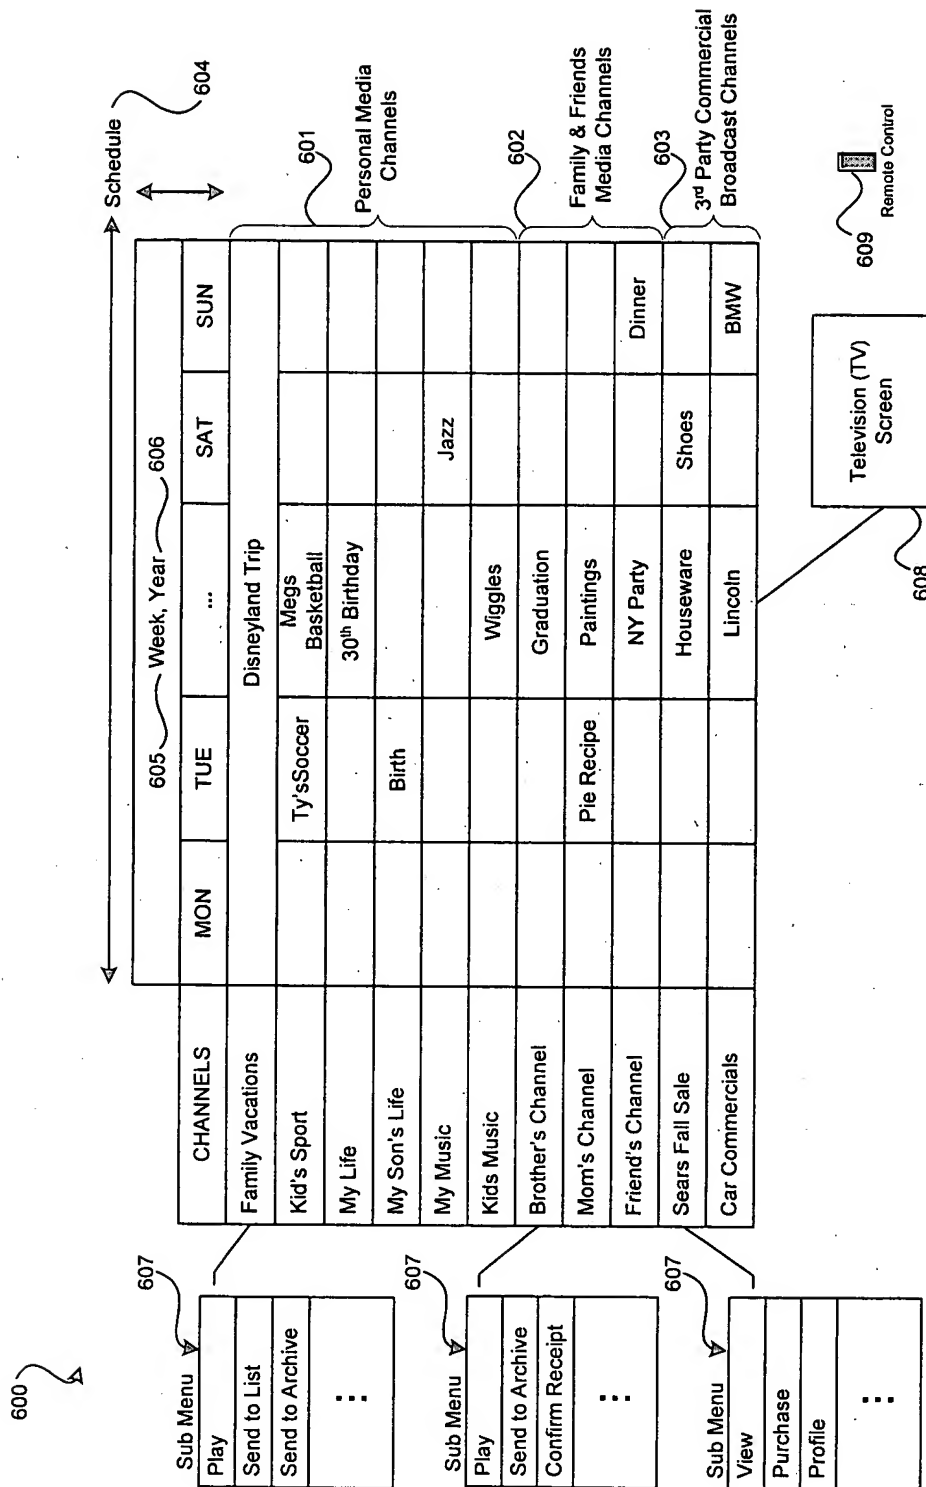 600
Schedule
604
605 Week, Year 606
CHANNELS MON TUE ... SAT SUN
Family Vacations Disneyland Trip
Kid's Sport Ty'sSoccer Megs Basketball
My Life 30th Birthday
My Son's Life Birth
My Music Jazz
Kids Music Wiggles
Brother's Channel Graduation
Mom's Channel Pie Recipe Paintings
Friend's Channel NY Party Dinner
Sears Fall Sale Houseware Shoes
Car Commercials Lincoln BMW
601
Personal Media
Channels
602
Family & Friends
Media Channels
603
3rd Party Commercial
Broadcast Channels
Sub Menu
607
Play
Send to List
Send to Archive
⋮
Sub Menu
607
Play
Send to Archive
Confirm Receipt
⋮
Sub Menu
607
View
Purchase
Profile
⋮
Television (TV)
Screen
608
609
Remote Control